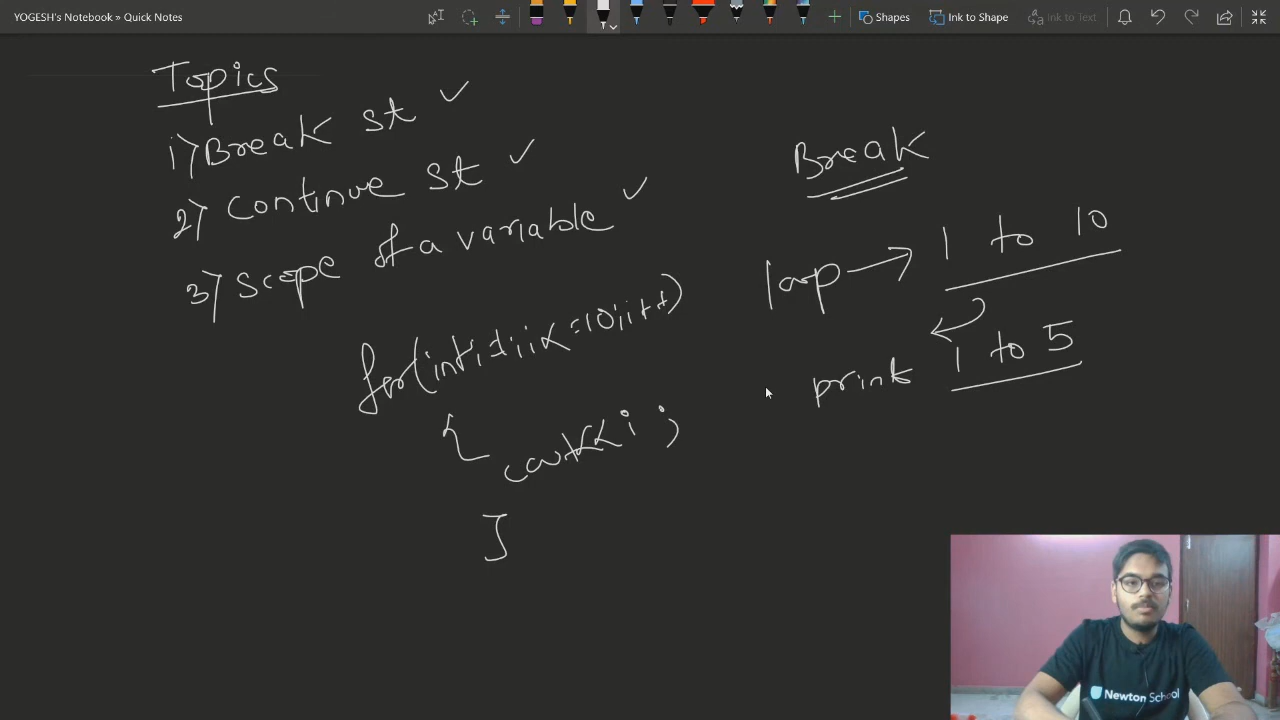 YOGESH's Notebook » Quick Notes
Shapes
Ink to Shape
Ink to Text
Topics
1) Break st ✓
2) continue st ✓
3) scope of a variable ✓
for(int i=1;i<=10;i++)
{
cout<<i;
}
Break
loop → 1 to 10
print 1 to 5
Newton School